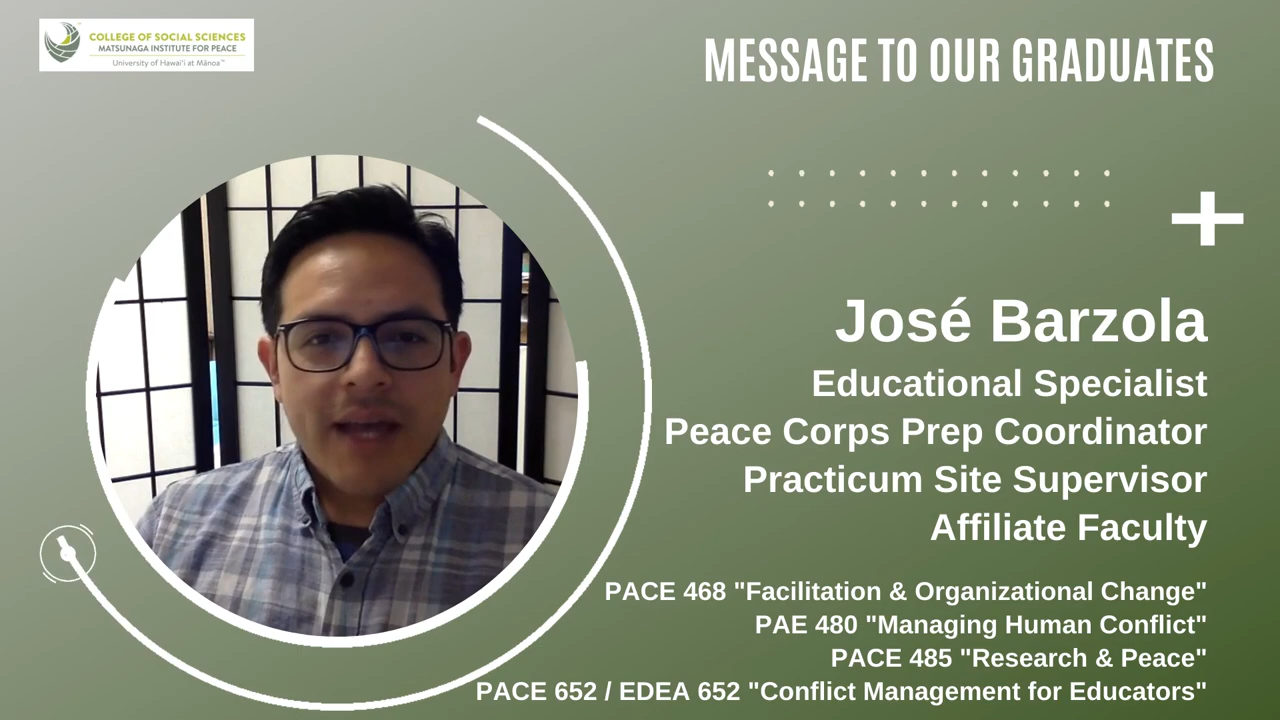 COLLEGE OF SOCIAL SCIENCES
MATSUNAGA INSTITUTE FOR PEACE
University of Hawai'i at Mānoa™
MESSAGE TO OUR GRADUATES
José Barzola
Educational Specialist
Peace Corps Prep Coordinator
Practicum Site Supervisor
Affiliate Faculty
PACE 468 "Facilitation & Organizational Change"
PAE 480 "Managing Human Conflict"
PACE 485 "Research & Peace"
PACE 652 / EDEA 652 "Conflict Management for Educators"